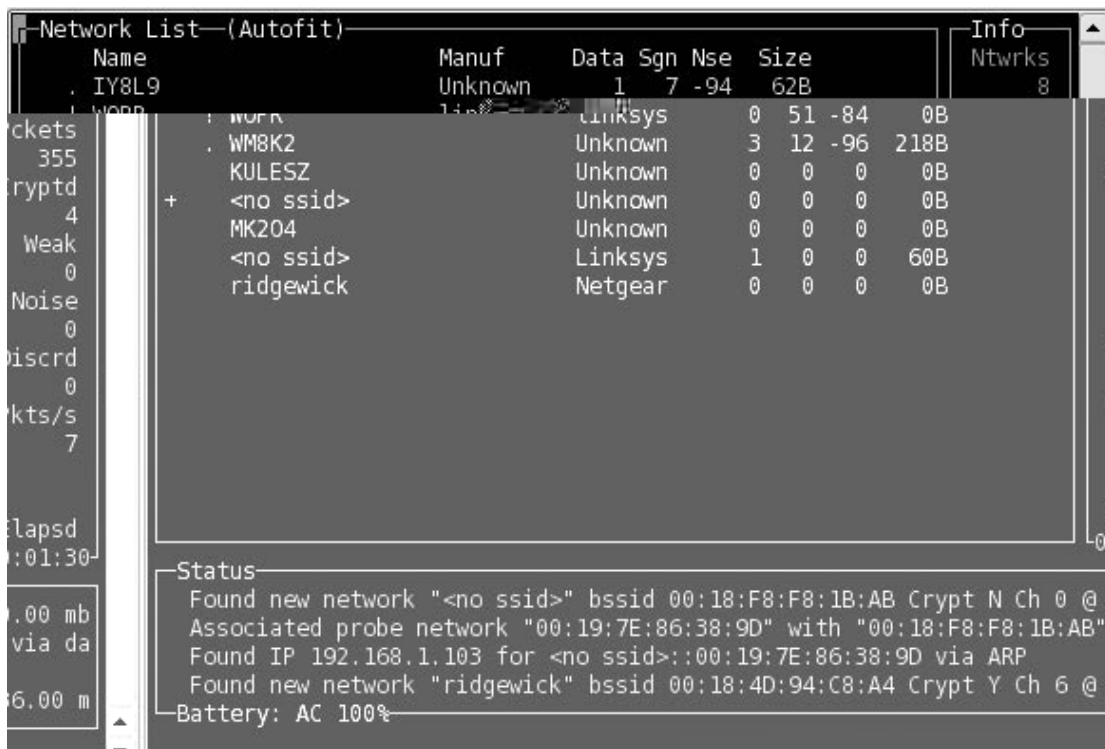 Network List—(Autofit)
Info
Name Manuf Data Sgn Nse Size
Ntwrks
. IY8L9 Unknown 1 7 -94 62B
8
! WOPR linksys 0 51 -84 0B
. WM8K2 Unknown 3 12 -96 218B
KULESZ Unknown 0 0 0 0B
+ <no ssid> Unknown 0 0 0 0B
MK2O4 Unknown 0 0 0 0B
<no ssid> Linksys 1 0 0 60B
ridgewick Netgear 0 0 0 0B
ckets
355
ryptd
4
Weak
0
Noise
0
Discrd
0
kts/s
7
Elapsd
:01:30
.00 mb
via da
36.00 m
0
Status
Found new network "<no ssid>" bssid 00:18:F8:F8:1B:AB Crypt N Ch 0 @
Associated probe network "00:19:7E:86:38:9D" with "00:18:F8:F8:1B:AB"
Found IP 192.168.1.103 for <no ssid>::00:19:7E:86:38:9D via ARP
Found new network "ridgewick" bssid 00:18:4D:94:C8:A4 Crypt Y Ch 6 @
Battery: AC 100%